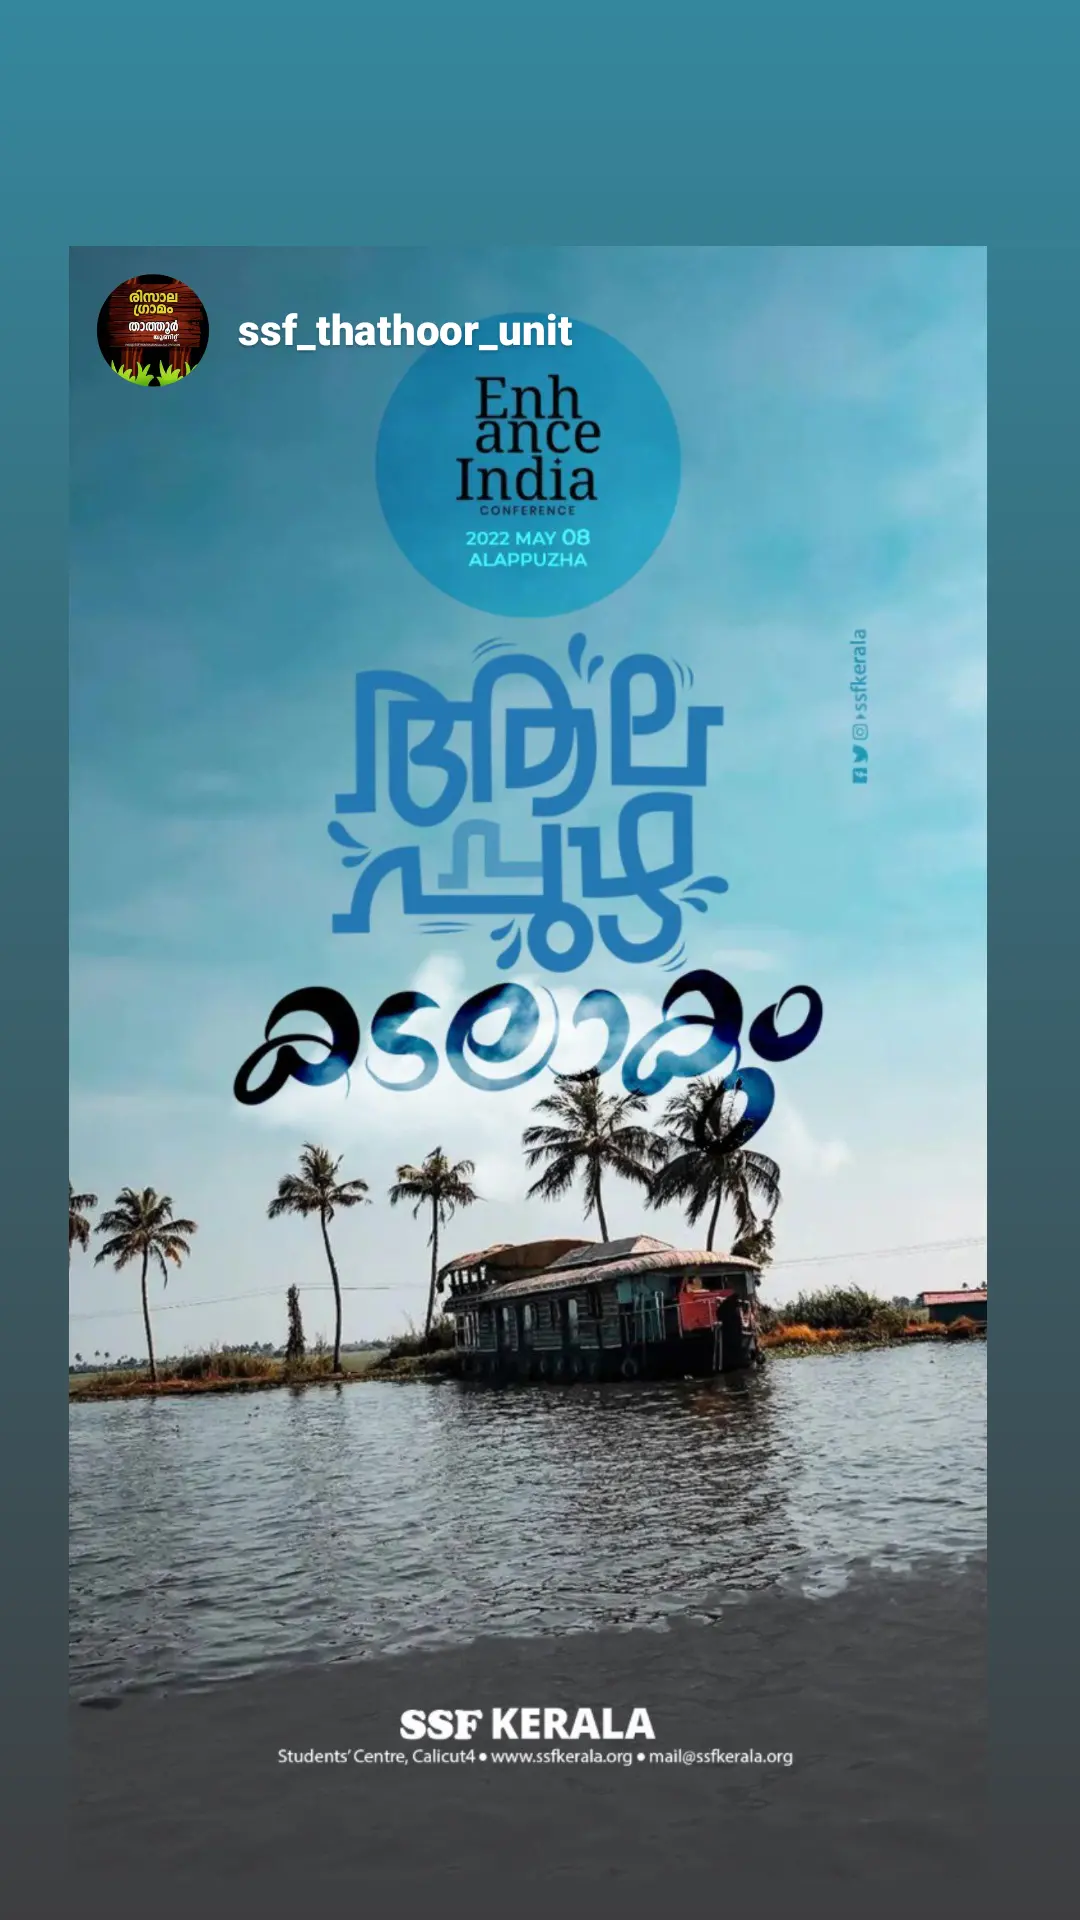 രിസാല
ഗ്രാമം
താത്തൂർ
യൂണിറ്റ്
ssf_thathoor_unit
Enh
ance
India
CONFERENCE
2022 MAY 08
ALAPPUZHA
ssfkerala
ആല
പ്പുഴ
കടലാകും
SSF KERALA
Students' Centre, Calicut4 • www.ssfkerala.org • mail@ssfkerala.org